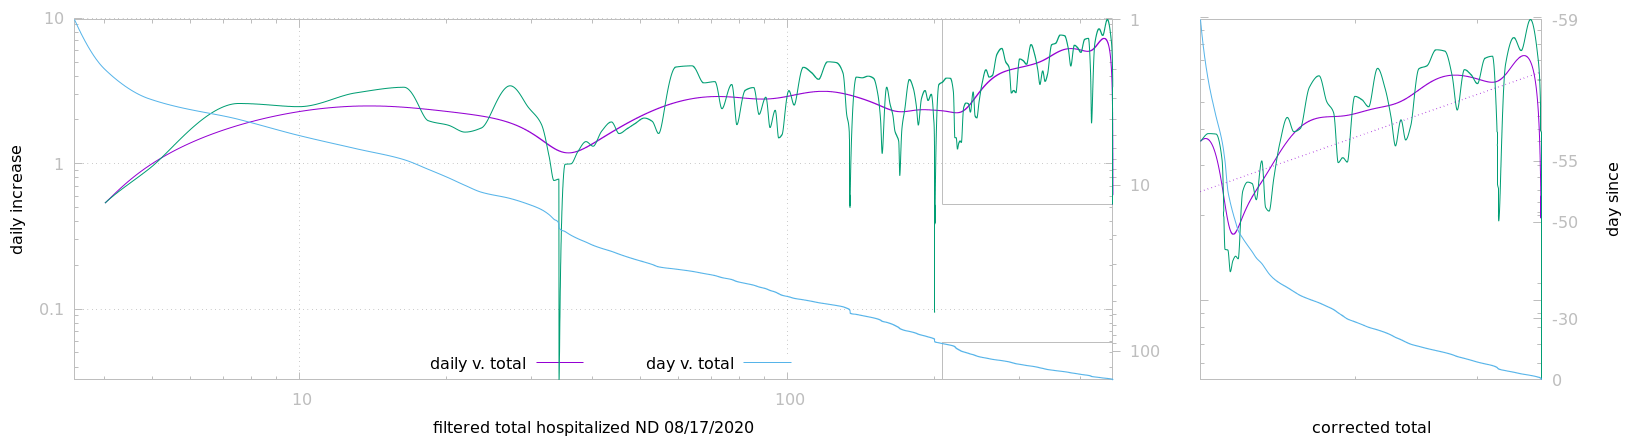 10
1
0.1
daily increase
daily v. total
day v. total
10
100
filtered total hospitalized ND 08/17/2020
1
10
100
-59
-55
-50
-30
0
day since
corrected total